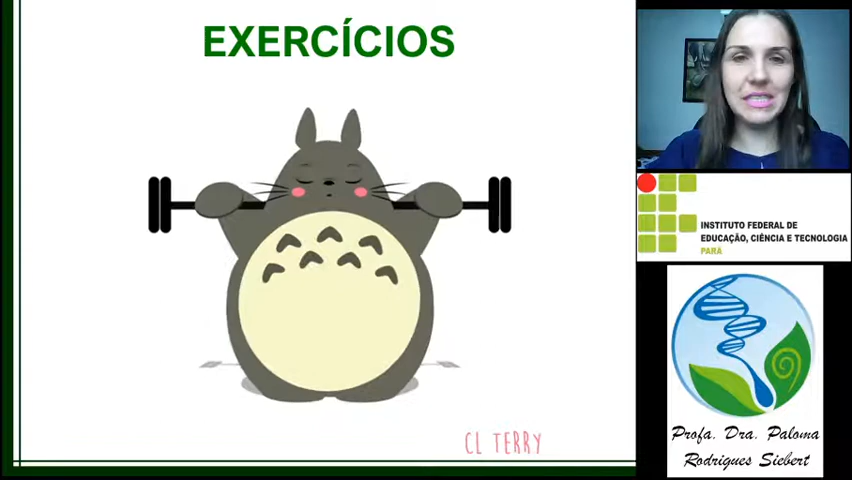 EXERCÍCIOS
CL TERRY
INSTITUTO FEDERAL DE
EDUCAÇÃO, CIÊNCIA E TECNOLOGIA
PARÁ
Profa. Dra. Paloma
Rodrigues Siebert